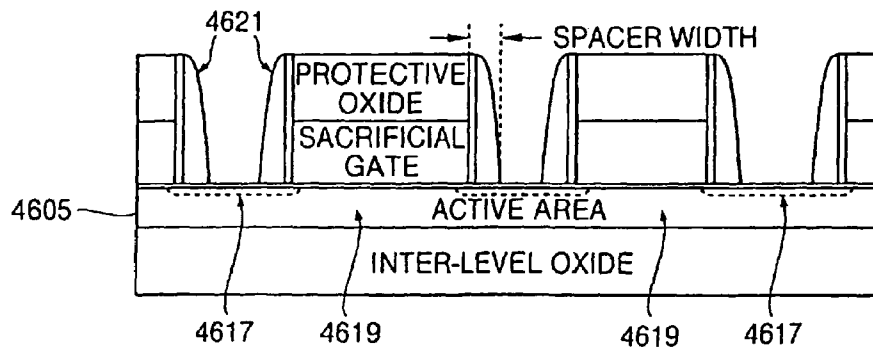 4621
SPACER WIDTH
PROTECTIVE
OXIDE
SACRIFICIAL
GATE
4605
ACTIVE AREA
INTER-LEVEL OXIDE
4617
4619
4619
4617